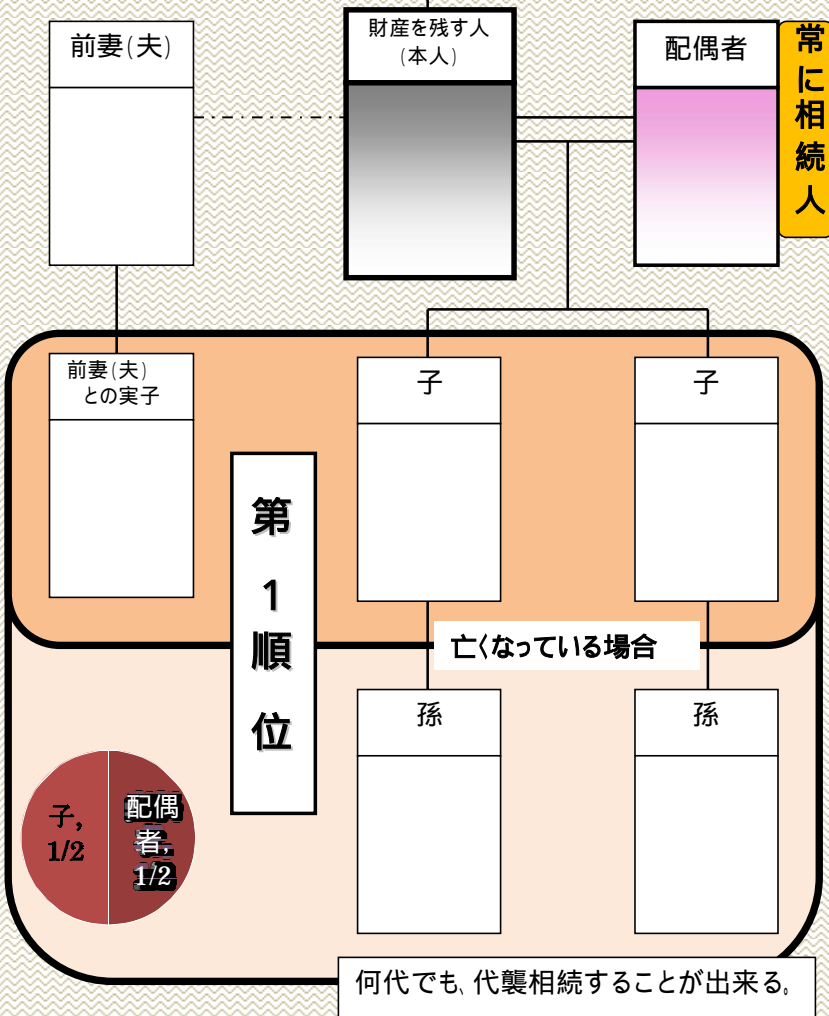 前妻(夫)
財産を残す人
(本人)
配偶者
常に相続人
前妻(夫)
との実子
子
子
第1順位
亡くなっている場合
孫
孫
子,
1/2
配偶
者,
1/2
何代でも、代襲相続することが出来る。